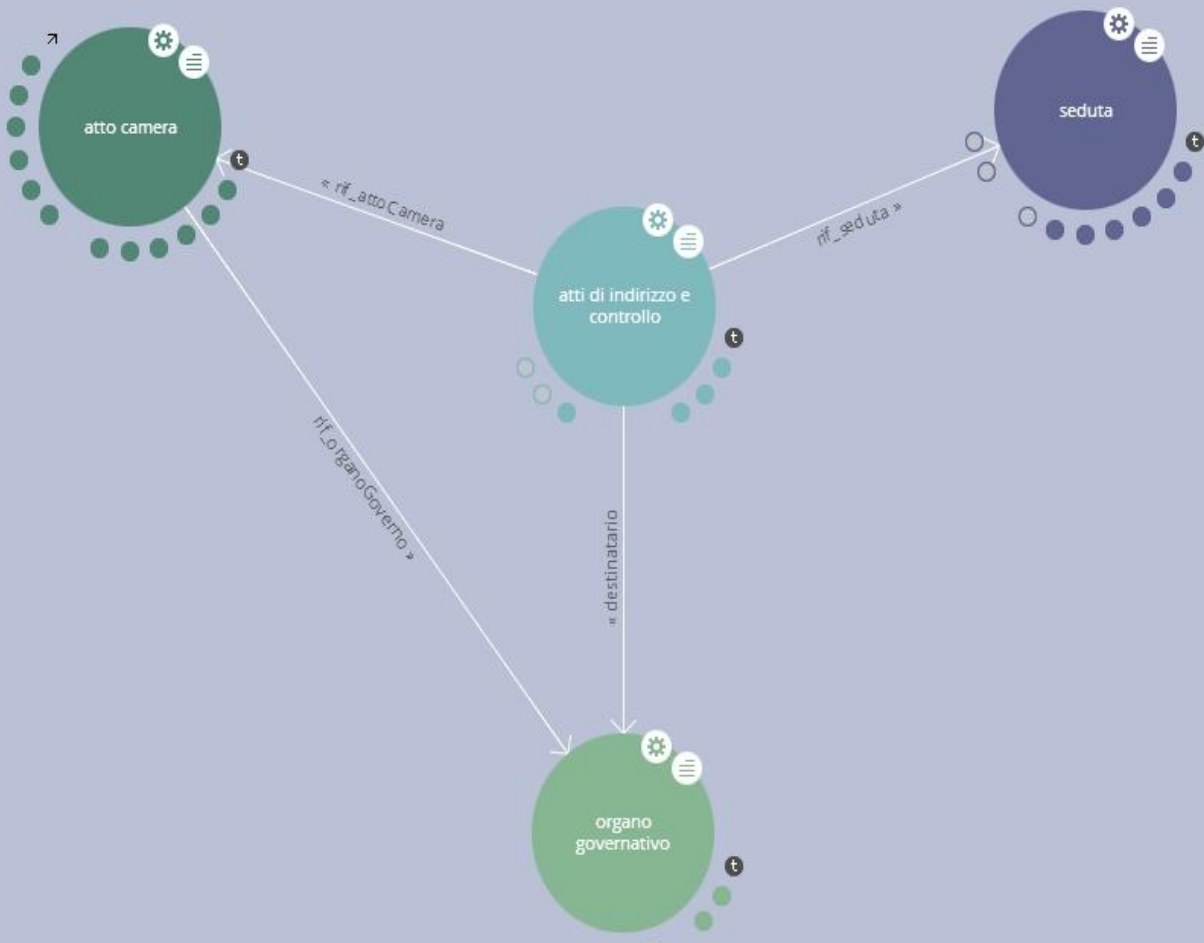 atto camera
t
seduta
t
« rif_attoCamera
rif_seduta »
atti di indirizzo e
controllo
t
rif_organoGoverno »
« destinatario
organo
governativo
t